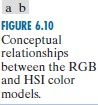 a b
FIGURE 6.10
Conceptual
relationships
between the RGB
and HSI color
models.